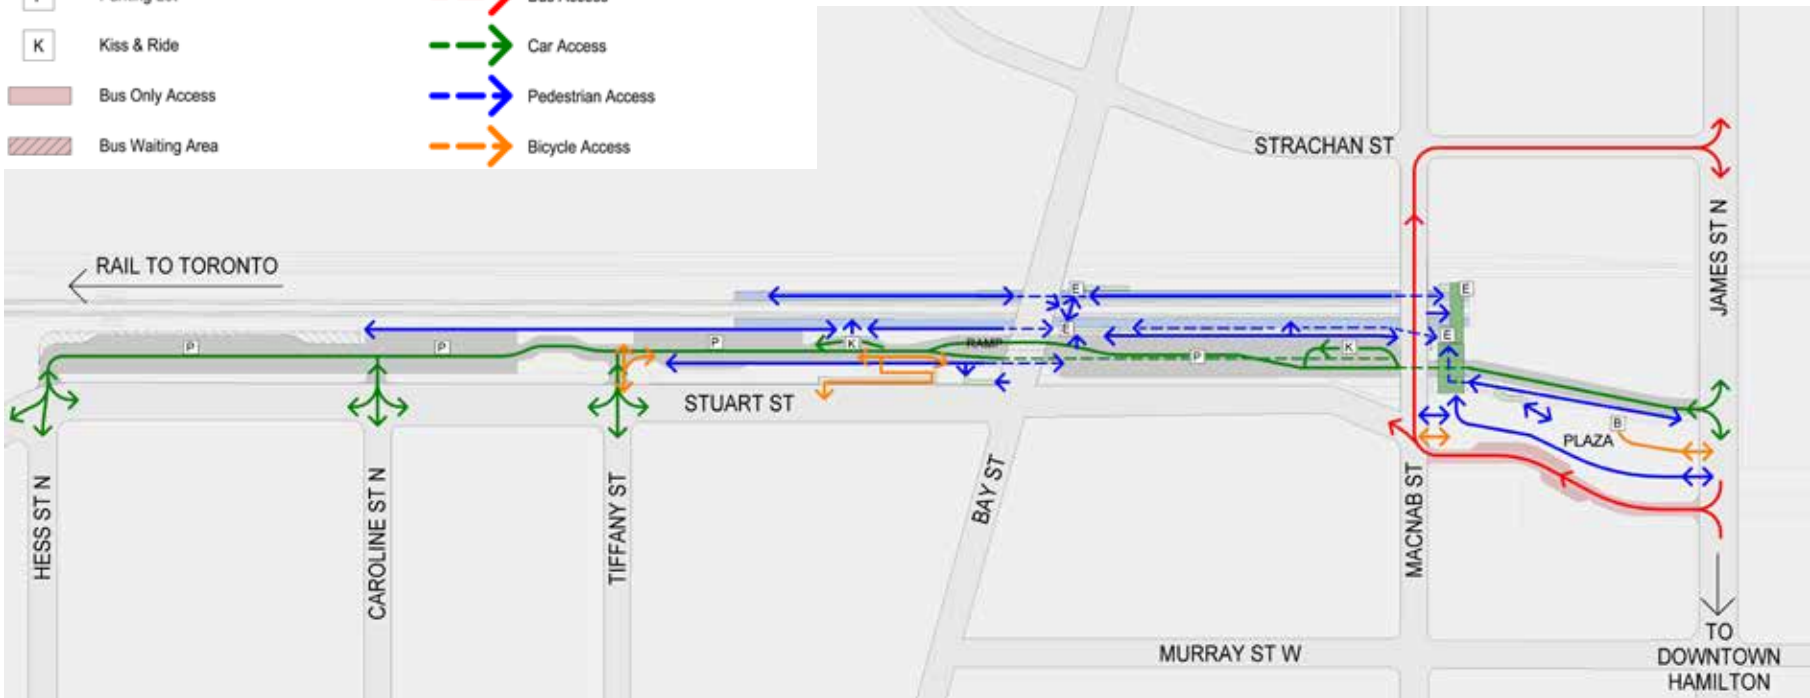 K Kiss & Ride
Car Access
Bus Only Access
Pedestrian Access
Bus Waiting Area
Bicycle Access
STRACHAN ST
JAMES ST N
RAIL TO TORONTO
E
E
E
E
P
P
P
K
RAMP
P
K
STUART ST
B
PLAZA
HESS ST N
CAROLINE ST N
TIFFANY ST
BAY ST
MACNAB ST
MURRAY ST W
TO
DOWNTOWN
HAMILTON